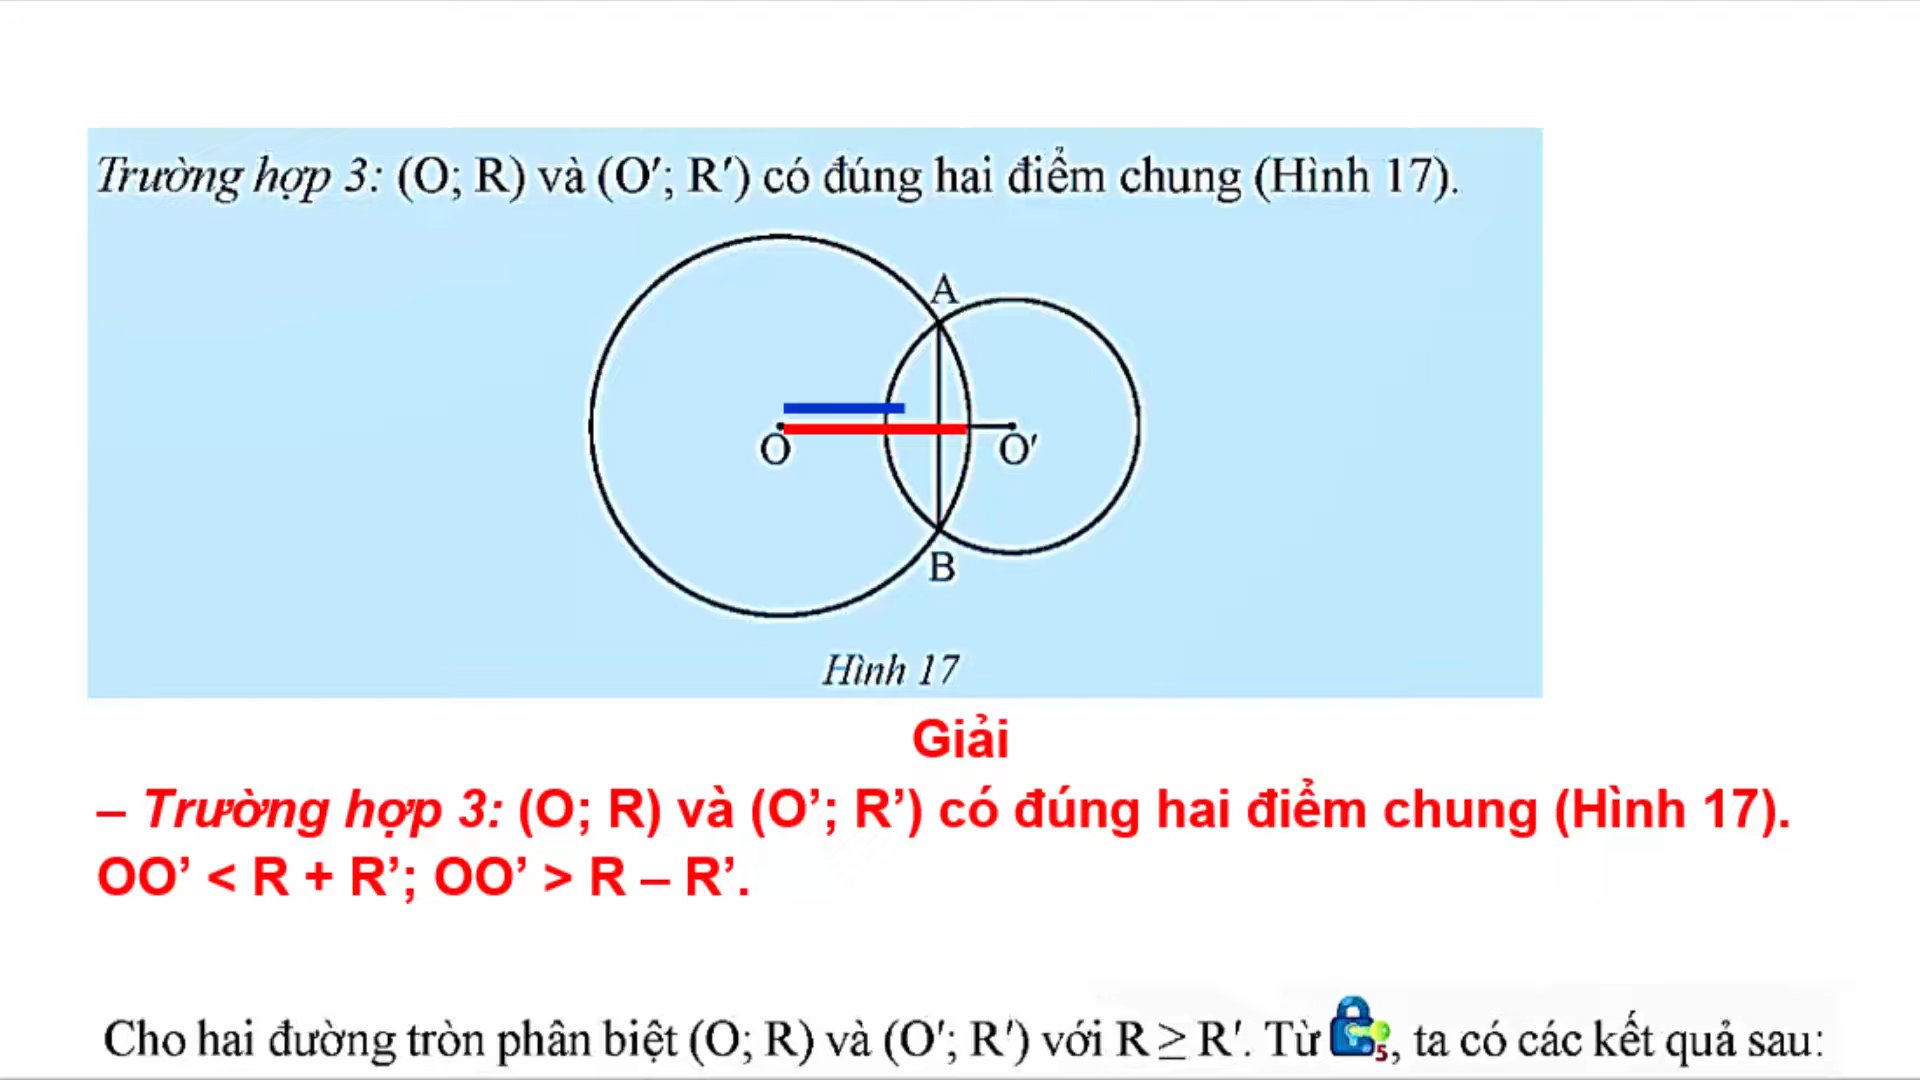 Trường hợp 3: (O; R) và (O′; R′) có đúng hai điểm chung (Hình 17).
A
O
O′
B
Hình 17
Giải
– Trường hợp 3: (O; R) và (O’; R’) có đúng hai điểm chung (Hình 17).
OO’ < R + R’; OO’ > R – R’.
Cho hai đường tròn phân biệt (O; R) và (O′; R′) với R ≥ R′. Từ 5, ta có các kết quả sau: